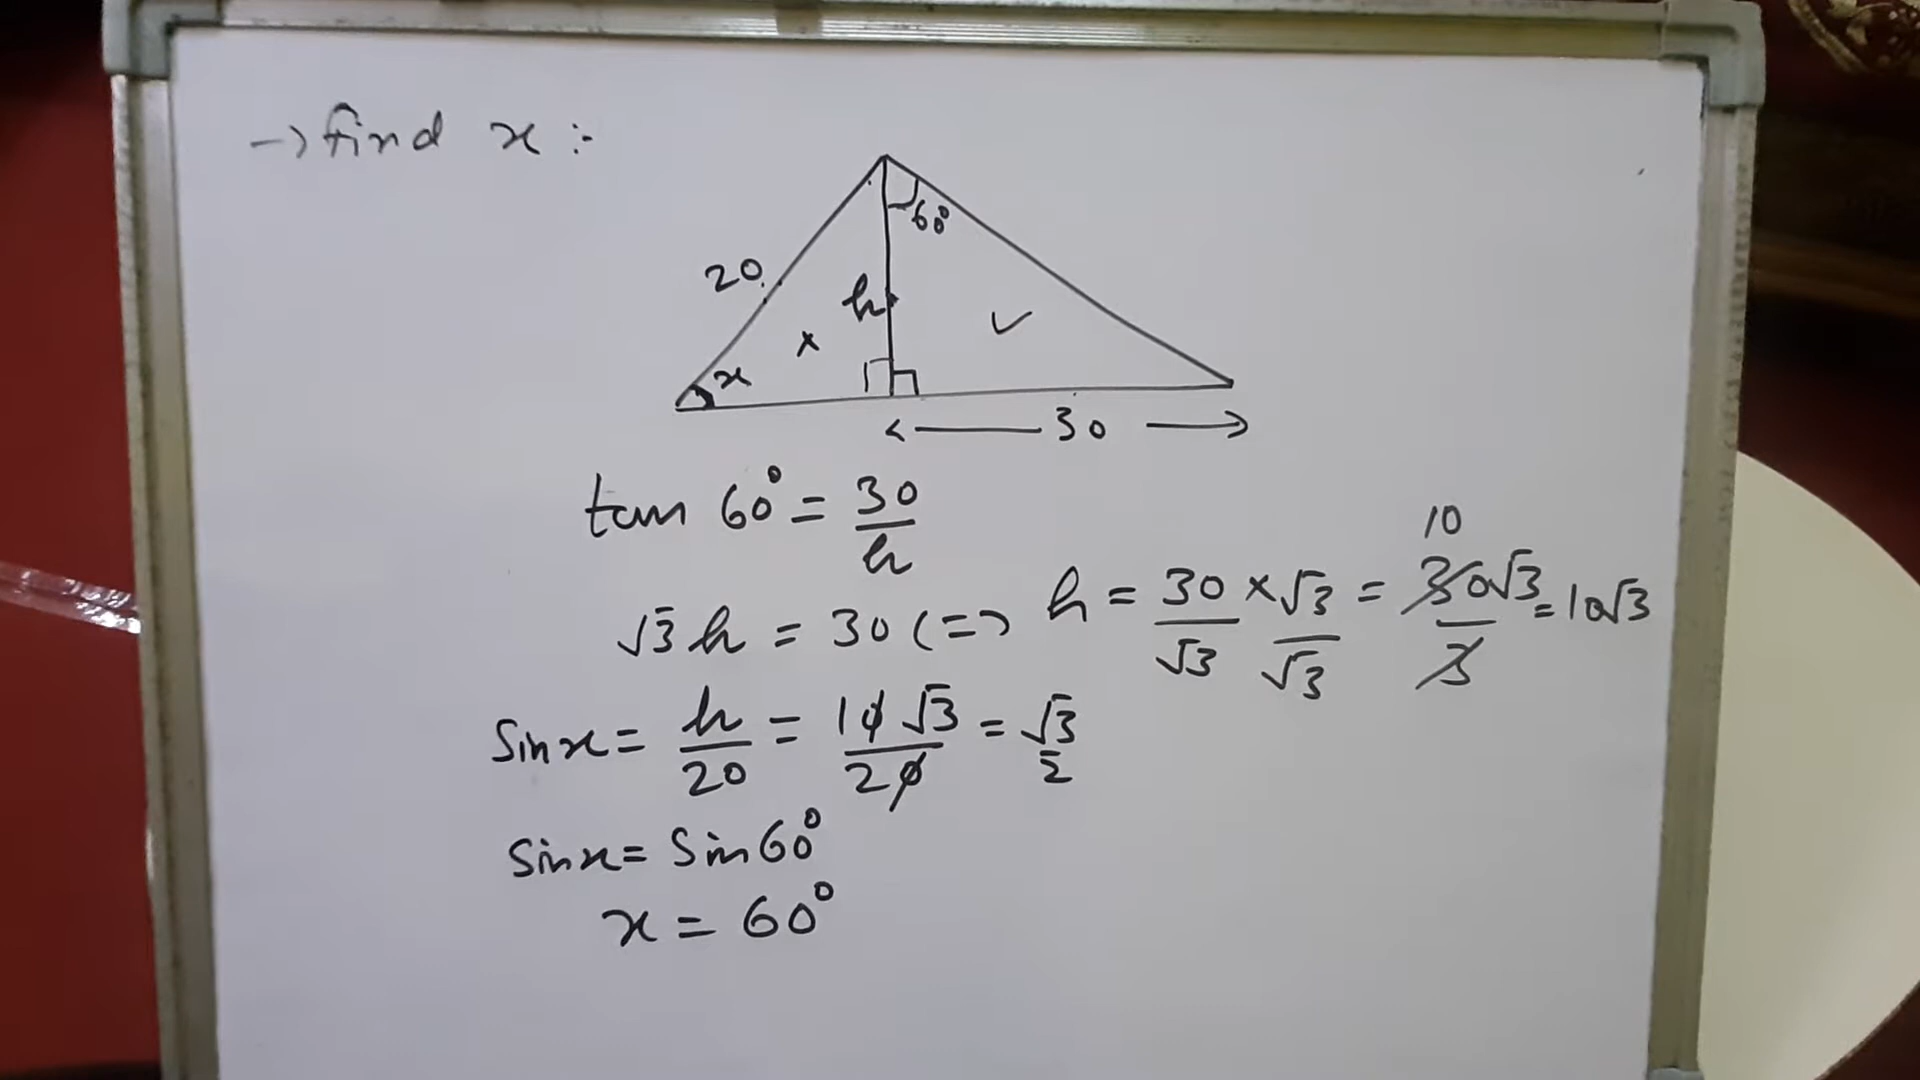 → find x :-
60°
20
h
x ✓
x
30
tan 60° = 30/h
√3 h = 30 (=> h = 30/√3 × √3/√3 = 30√3/3 = 10√3
10
Sin x = h/20 = 10√3/20 = √3/2
Sin x = Sin 60°
x = 60°